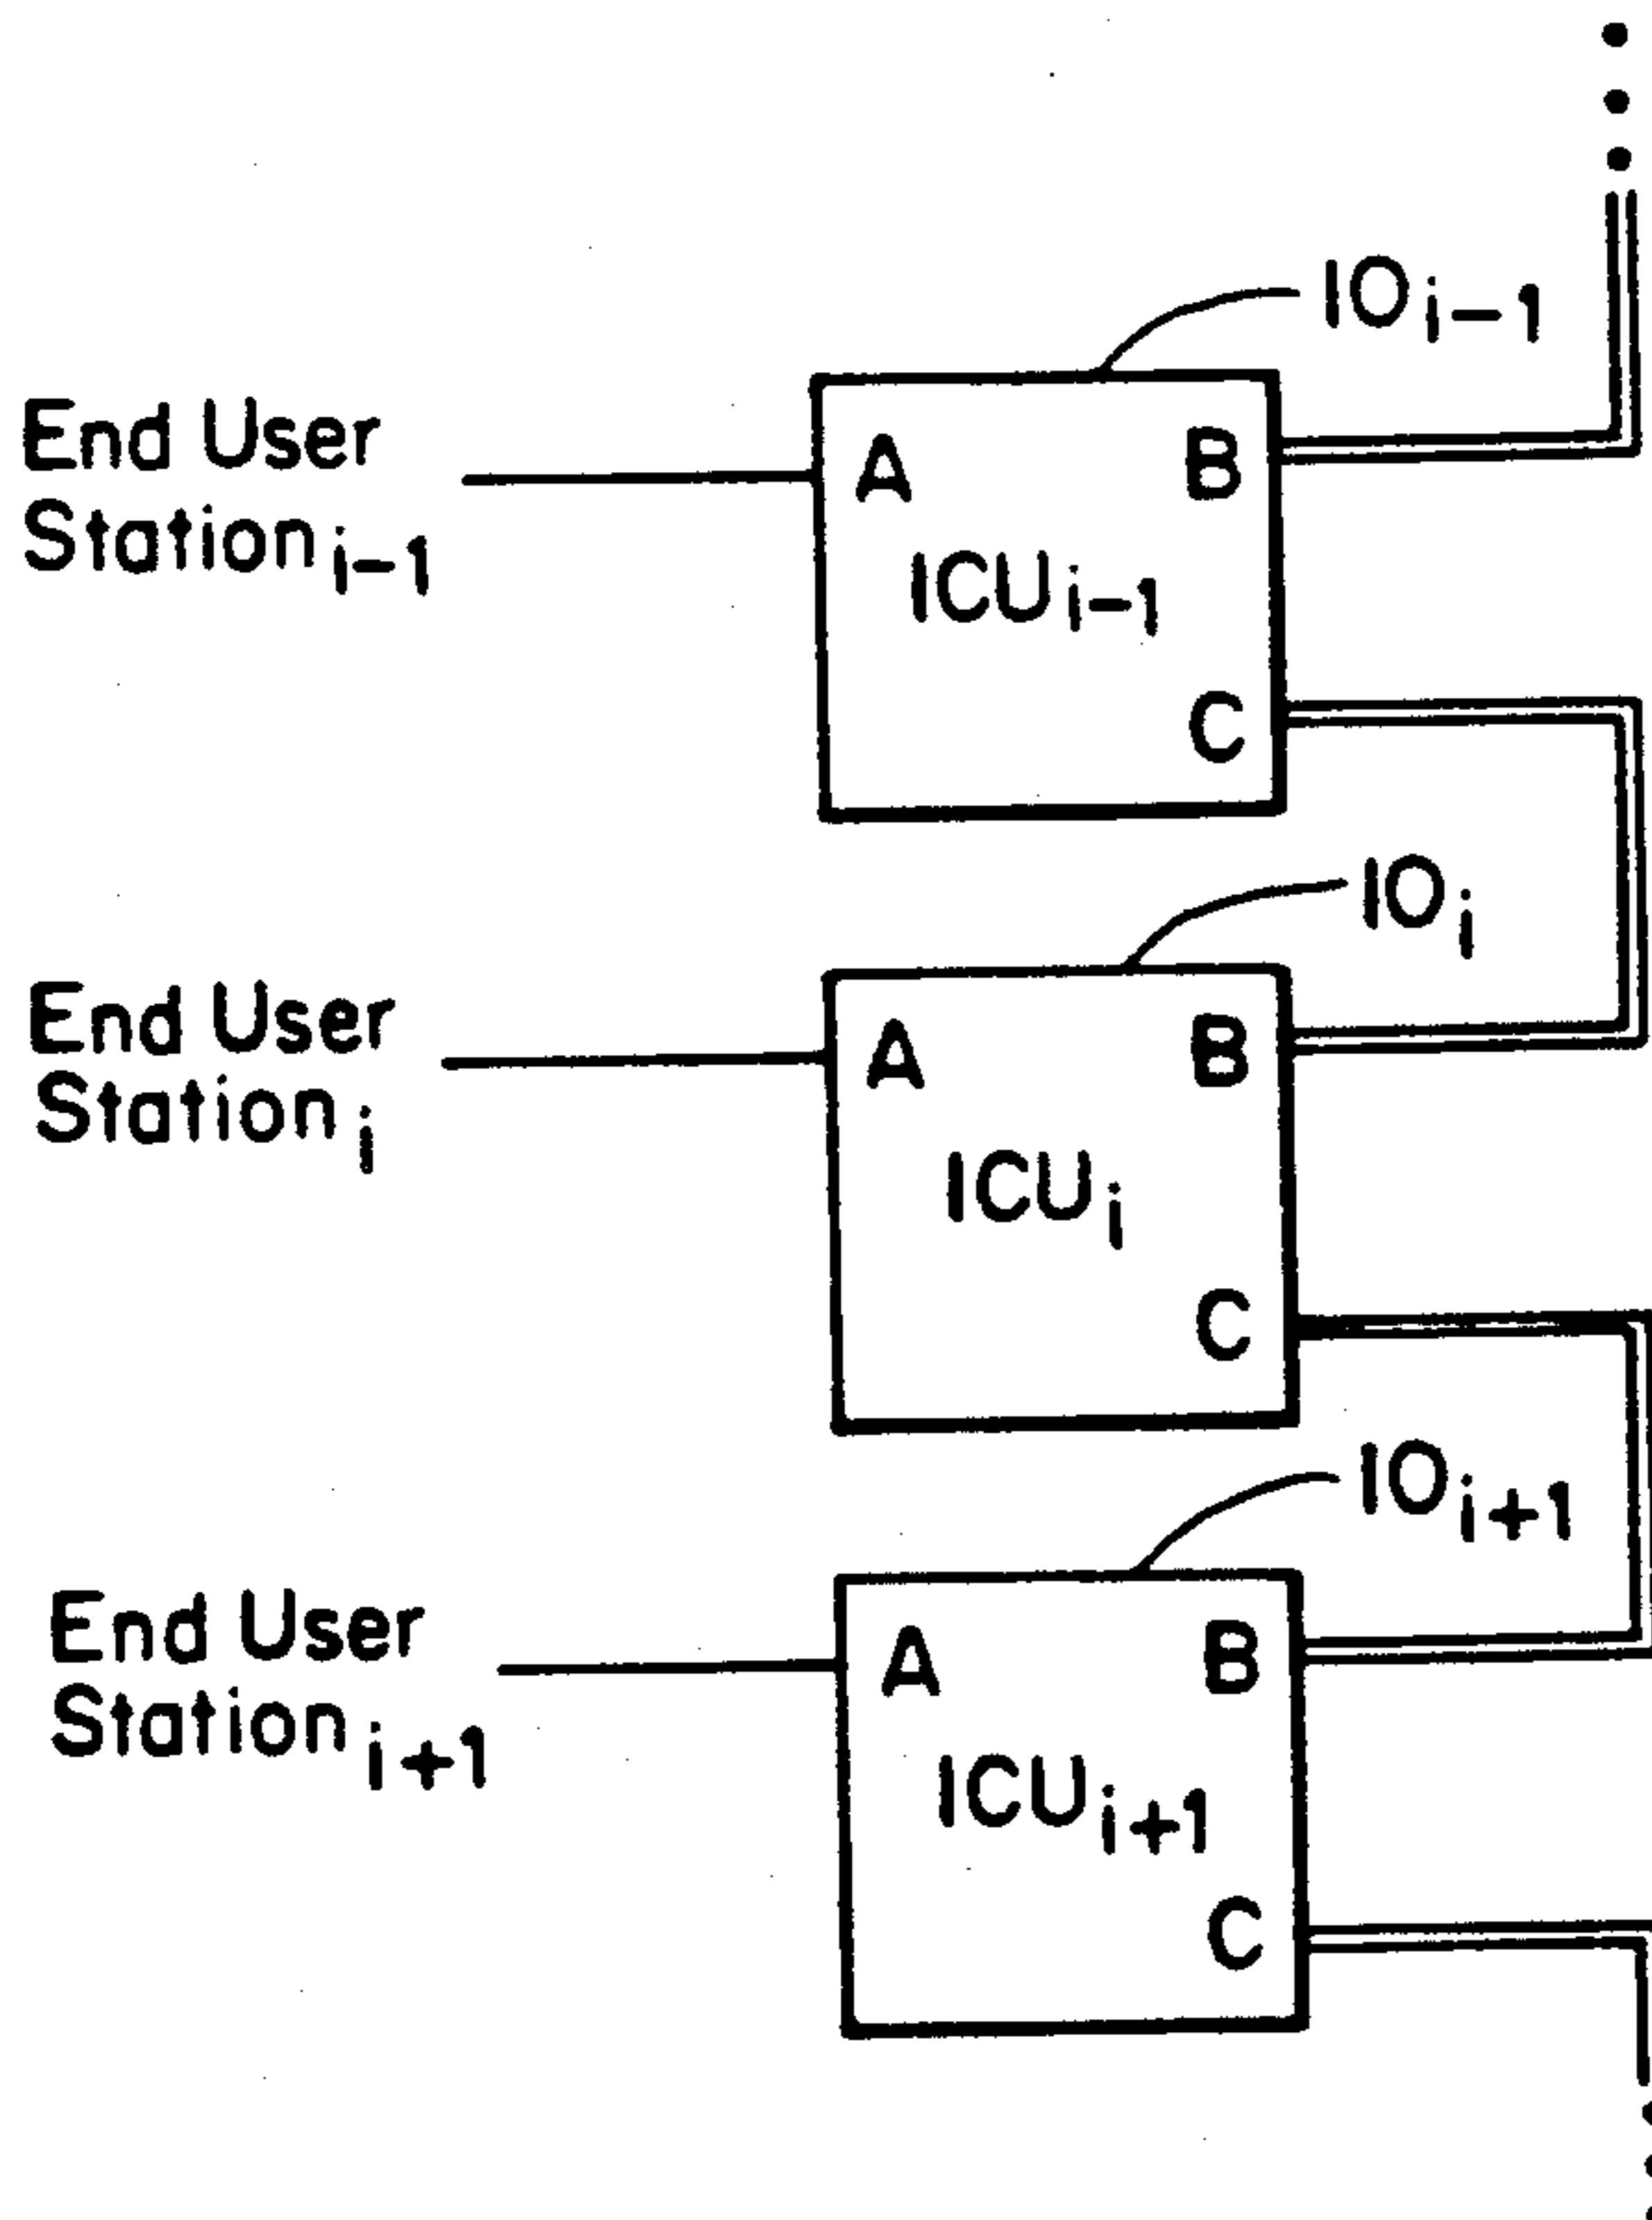 10i−1
End User
Stationi−1
A
B
ICUi−1
C
10i
End User
Stationi
A
B
ICUi
C
10i+1
End User
Stationi+1
A
B
ICUi+1
C